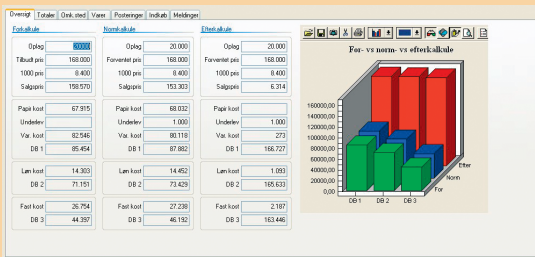 Oversigt Totaler Omk.sted Varer Posteringer Indkøb Meldinger
Forkalkule Normkalkule Efterkalkule
Oplag 20000 Oplag 20.000 Oplag 20.000
Tilbudt pris 168.000 Forventet pris 168.000 Forventet pris 168.000
1000 pris 8.400 1000 pris 8.400 1000 pris 8.400
Salgspris 158.570 Salgspris 153.303 Salgspris 6.314
Papir kost 67.915 Papir kost 68.032 Papir kost
Underlev Underlev 1.000 Underlev 1.000
Var. kost 82.546 Var. kost 80.118 Var. kost 273
DB 1 85.454 DB 1 87.882 DB 1 166.727
Løn kost 14.303 Løn kost 14.452 Løn kost 1.093
DB 2 71.151 DB 2 73.429 DB 2 165.633
Fast kost 26.754 Fast kost 27.238 Fast kost 2.187
DB 3 44.397 DB 3 46.192 DB 3 163.446
For- vs norm- vs efterkalkule
160000,00
140000,00
120000,00
100000,00
80000,00
60000,00
40000,00
20000,00
0,00
DB 1 DB 2 DB 3
For
Norm
Efter